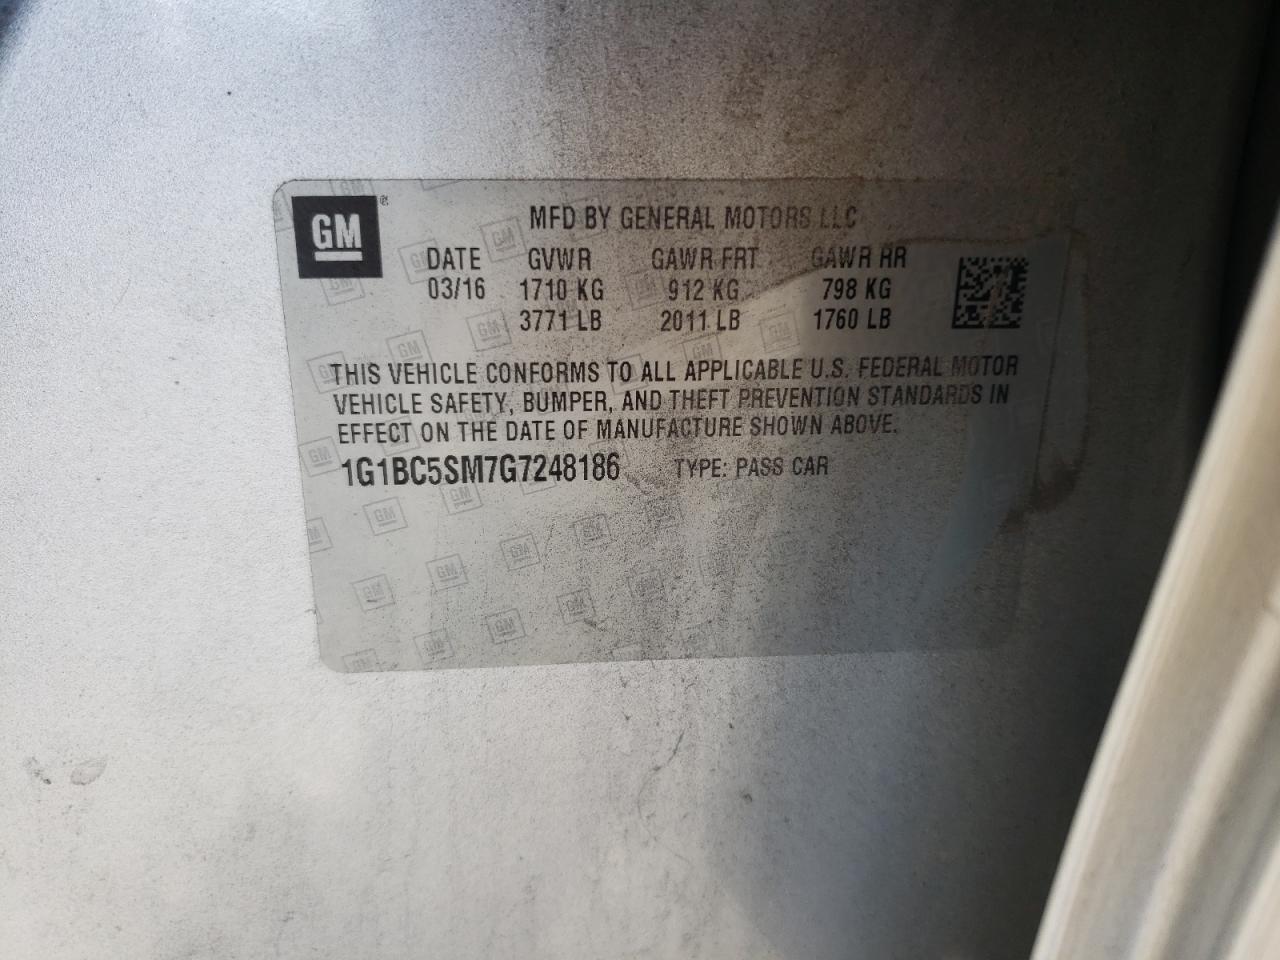 GM
MFD BY GENERAL MOTORS LLC
DATE GVWR GAWR FRT GAWR RR
03/16 1710 KG 912 KG 798 KG
3771 LB 2011 LB 1760 LB
THIS VEHICLE CONFORMS TO ALL APPLICABLE U.S. FEDERAL MOTOR
VEHICLE SAFETY, BUMPER, AND THEFT PREVENTION STANDARDS IN
EFFECT ON THE DATE OF MANUFACTURE SHOWN ABOVE.
1G1BC5SM7G7248186 TYPE: PASS CAR